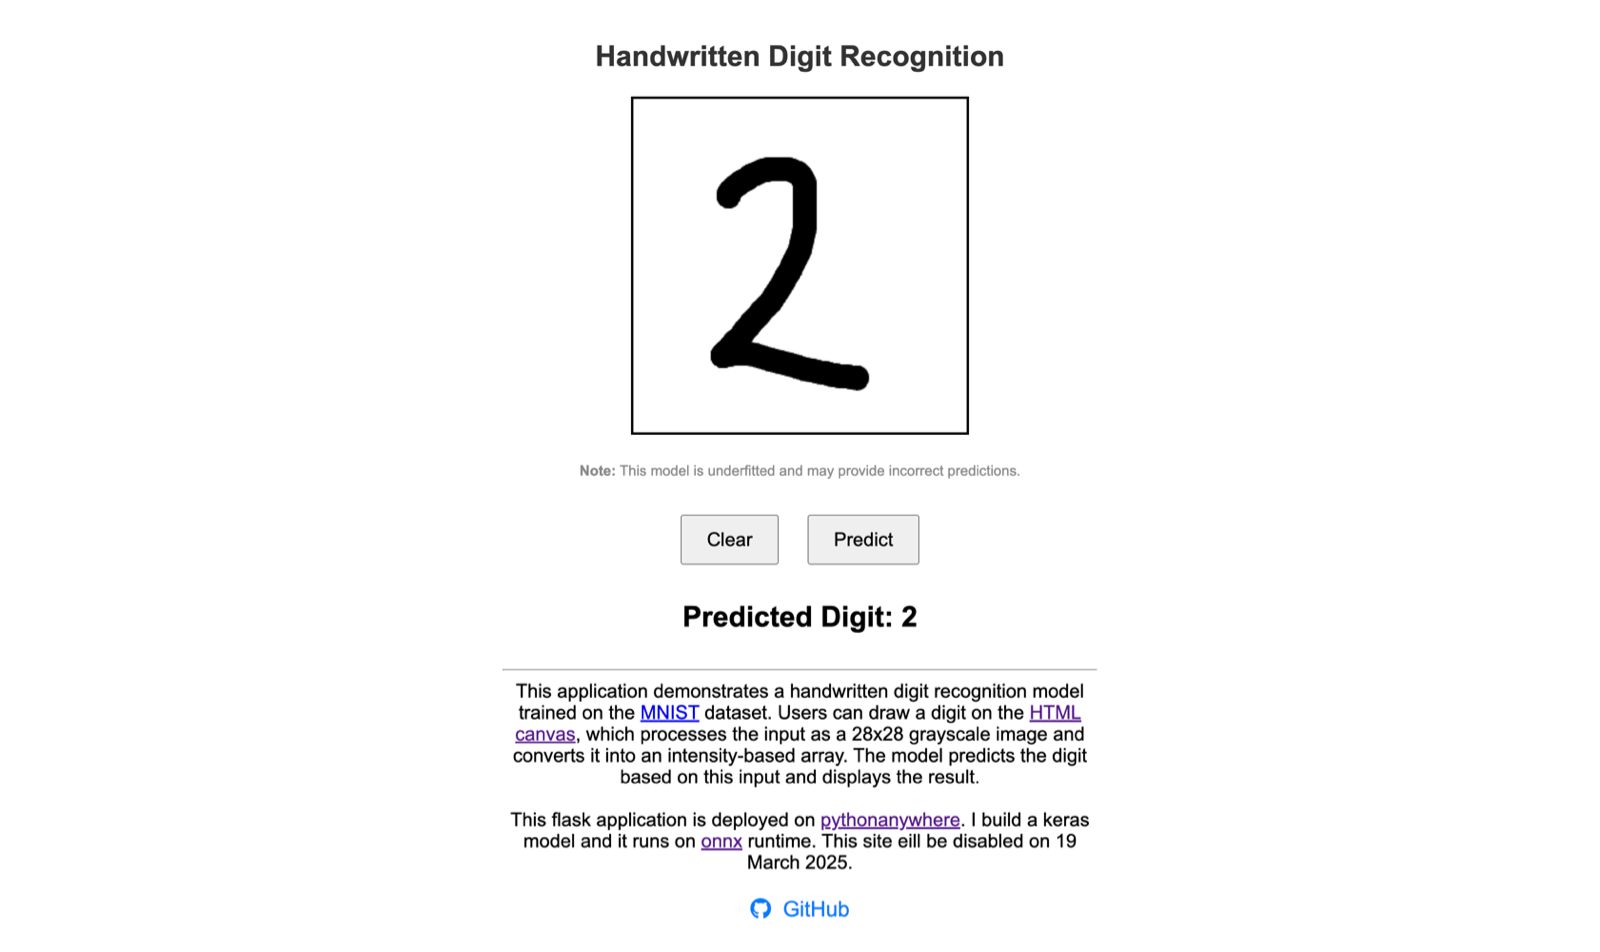 Handwritten Digit Recognition
2
Note: This model is underfitted and may provide incorrect predictions.
Clear
Predict
Predicted Digit: 2
This application demonstrates a handwritten digit recognition model
trained on the MNIST dataset. Users can draw a digit on the HTML
canvas, which processes the input as a 28x28 grayscale image and
converts it into an intensity-based array. The model predicts the digit
based on this input and displays the result.
This flask application is deployed on pythonanywhere. I build a keras
model and it runs on onnx runtime. This site eill be disabled on 19
March 2025.
GitHub